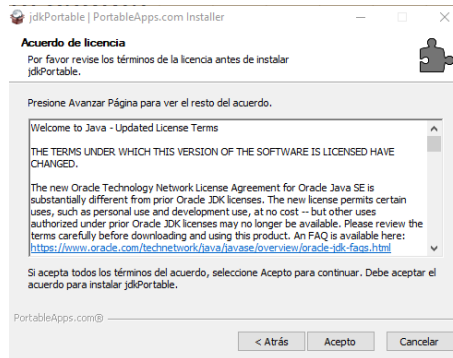 jdkPortable | PortableApps.com Installer
Acuerdo de licencia
Por favor revise los términos de la licencia antes de instalar
jdkPortable.
Presione Avanzar Página para ver el resto del acuerdo.
Welcome to Java - Updated License Terms
THE TERMS UNDER WHICH THIS VERSION OF THE SOFTWARE IS LICENSED HAVE
CHANGED.
The new Oracle Technology Network License Agreement for Oracle Java SE is
substantially different from prior Oracle JDK licenses. The new license permits certain
uses, such as personal use and development use, at no cost -- but other uses
authorized under prior Oracle JDK licenses may no longer be available. Please review the
terms carefully before downloading and using this product. An FAQ is available here:
https://www.oracle.com/technetwork/java/javase/overview/oracle-jdk-faqs.html
Si acepta todos los términos del acuerdo, seleccione Acepto para continuar. Debe aceptar el
acuerdo para instalar jdkPortable.
PortableApps.com®
< Atrás Acepto Cancelar